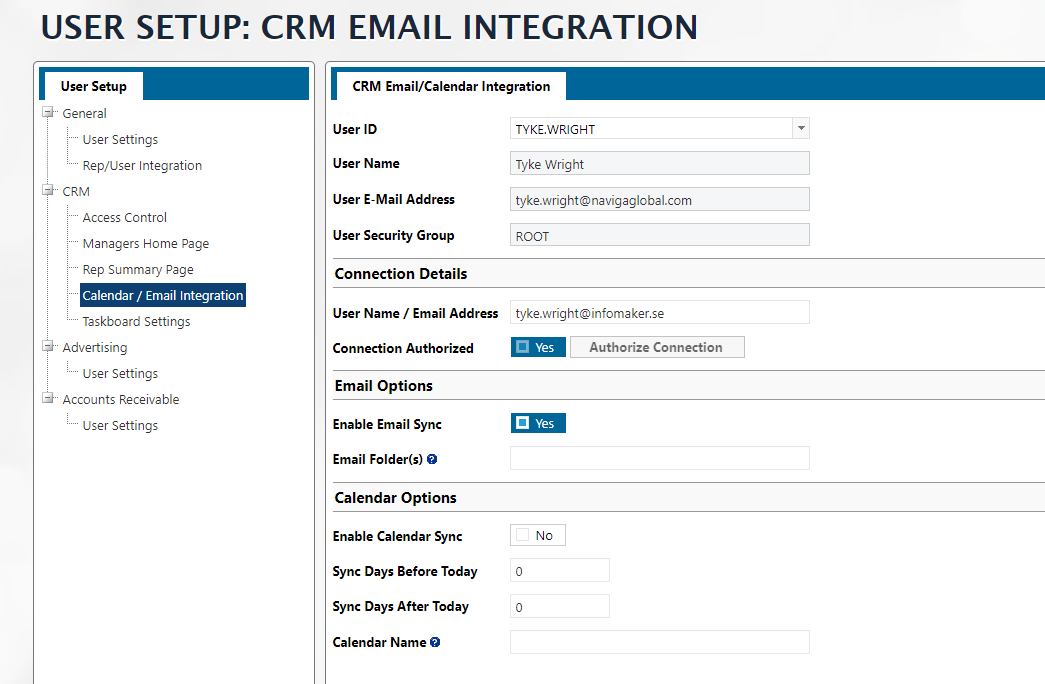 USER SETUP: CRM EMAIL INTEGRATION
User Setup
General
User Settings
Rep/User Integration
CRM
Access Control
Managers Home Page
Rep Summary Page
Calendar / Email Integration
Taskboard Settings
Advertising
User Settings
Accounts Receivable
User Settings
CRM Email/Calendar Integration
User ID TYKE.WRIGHT
User Name Tyke Wright
User E-Mail Address tyke.wright@navigaglobal.com
User Security Group ROOT
Connection Details
User Name / Email Address tyke.wright@infomaker.se
Connection Authorized Yes Authorize Connection
Email Options
Enable Email Sync Yes
Email Folder(s) ?
Calendar Options
Enable Calendar Sync No
Sync Days Before Today 0
Sync Days After Today 0
Calendar Name ?